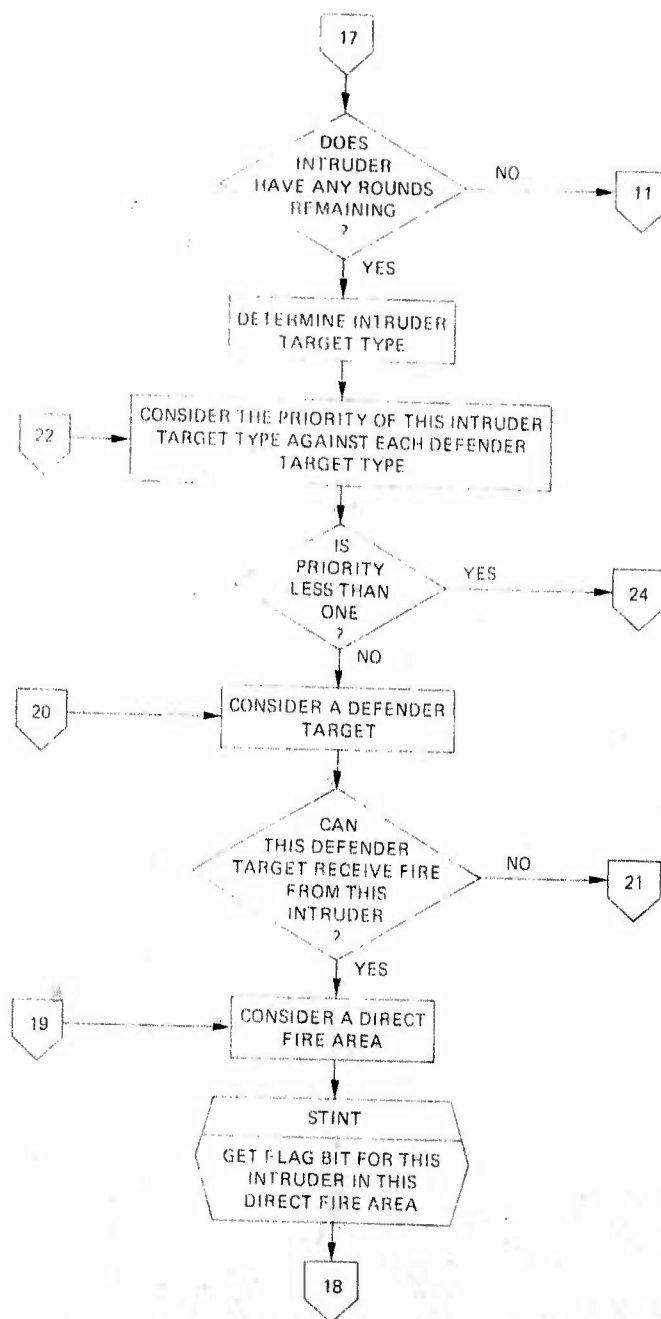 17
DOES
INTRUDER
HAVE ANY ROUNDS
REMAINING
?
NO
11
YES
DETERMINE INTRUDER
TARGET TYPE
22
CONSIDER THE PRIORITY OF THIS INTRUDER
TARGET TYPE AGAINST EACH DEFENDER
TARGET TYPE
IS
PRIORITY
LESS THAN
ONE
?
YES
24
NO
20
CONSIDER A DEFENDER
TARGET
CAN
THIS DEFENDER
TARGET RECEIVE FIRE
FROM THIS
INTRUDER
?
NO
21
YES
19
CONSIDER A DIRECT
FIRE AREA
STINT
GET FLAG BIT FOR THIS
INTRUDER IN THIS
DIRECT FIRE AREA
18